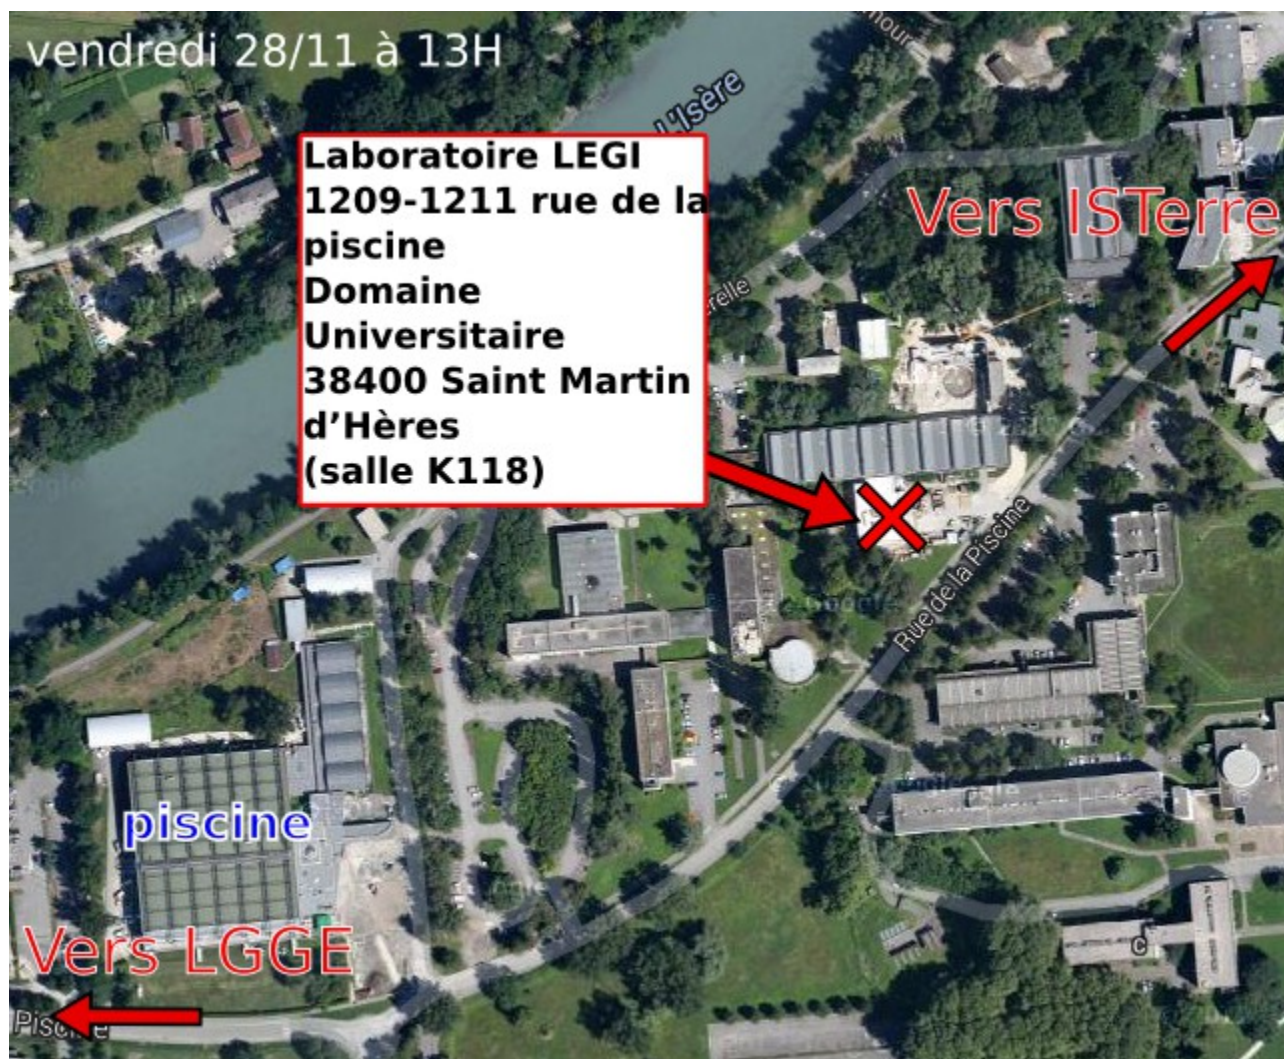 vendredi 28/11 à 13H
L'Isère
Laboratoire LEGI
1209-1211 rue de la
piscine
Domaine
Universitaire
38400 Saint Martin
d’Hères
(salle K118)
Vers ISTerre
Rue de la Piscine
piscine
Vers LGGE
Piscine
C